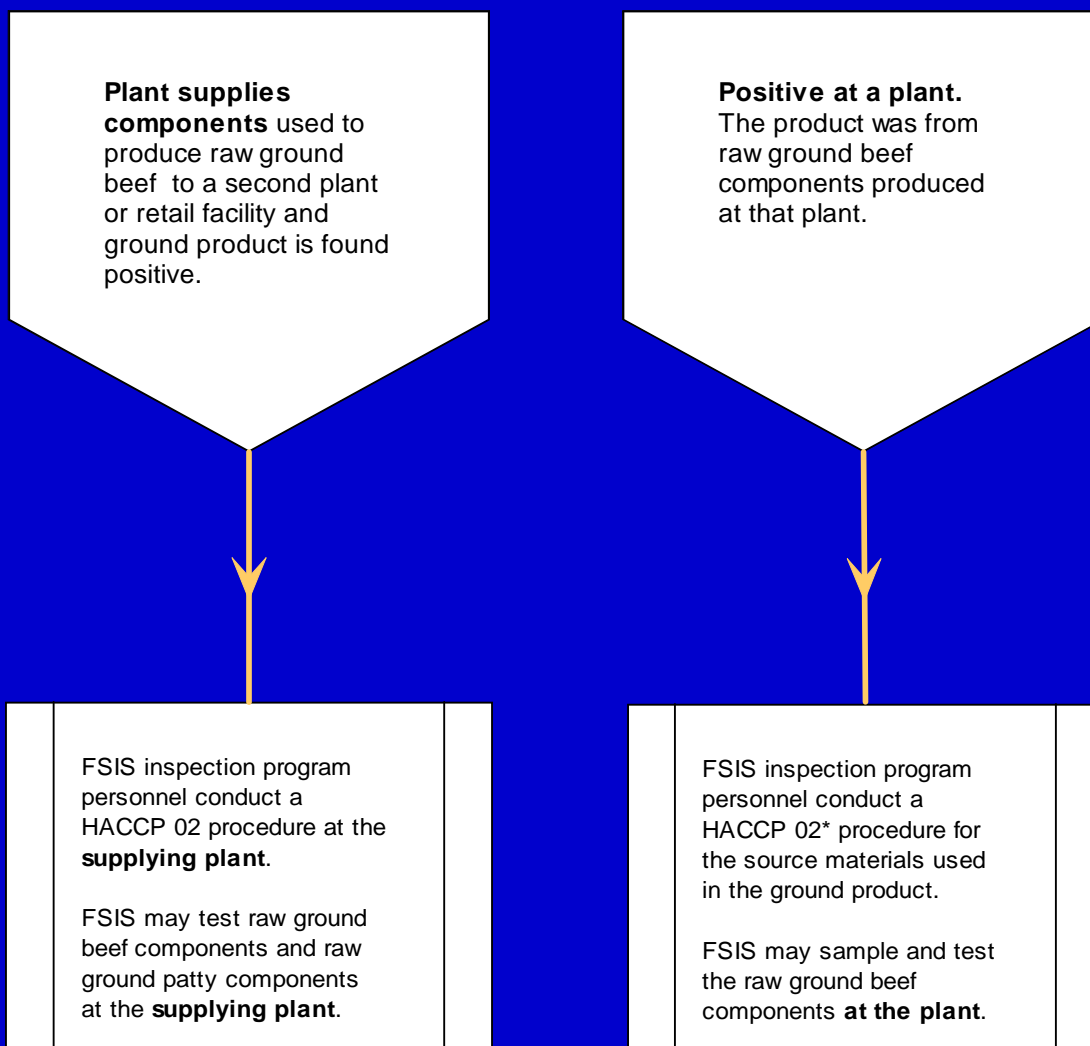 Plant supplies
components used to
produce raw ground
beef to a second plant
or retail facility and
ground product is found
positive.
Positive at a plant.
The product was from
raw ground beef
components produced
at that plant.
FSIS inspection program
personnel conduct a
HACCP 02 procedure at the
supplying plant.
FSIS may test raw ground
beef components and raw
ground patty components
at the supplying plant.
FSIS inspection program
personnel conduct a
HACCP 02* procedure for
the source materials used
in the ground product.
FSIS may sample and test
the raw ground beef
components at the plant.